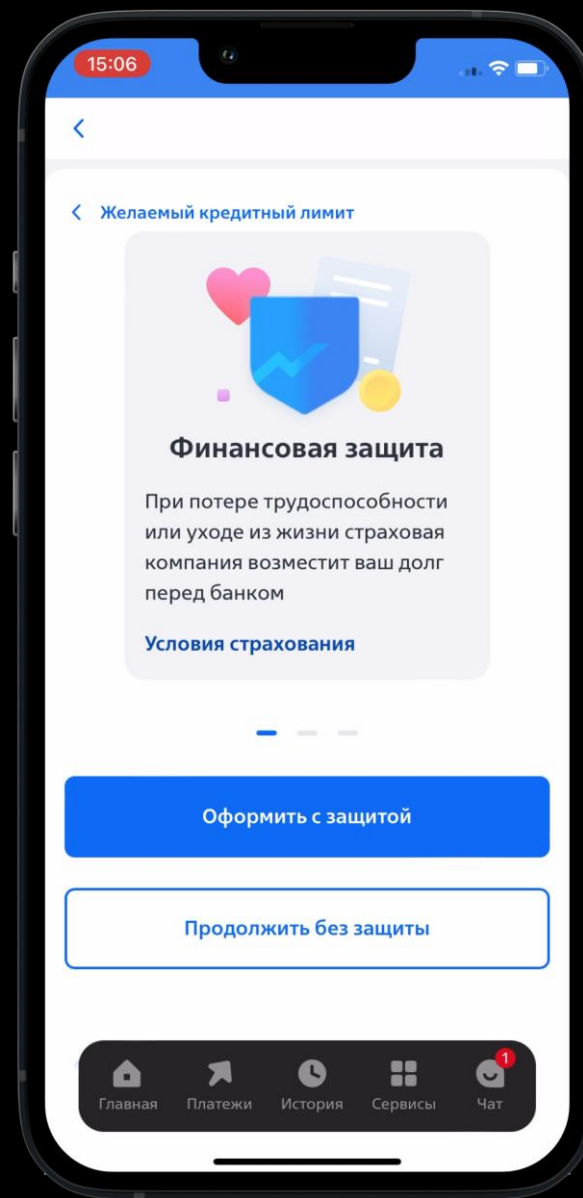 15:06
Желаемый кредитный лимит
Финансовая защита
При потере трудоспособности
или уходе из жизни страховая
компания возместит ваш долг
перед банком
Условия страхования
Оформить с защитой
Продолжить без защиты
1
Главная Платежи История Сервисы Чат